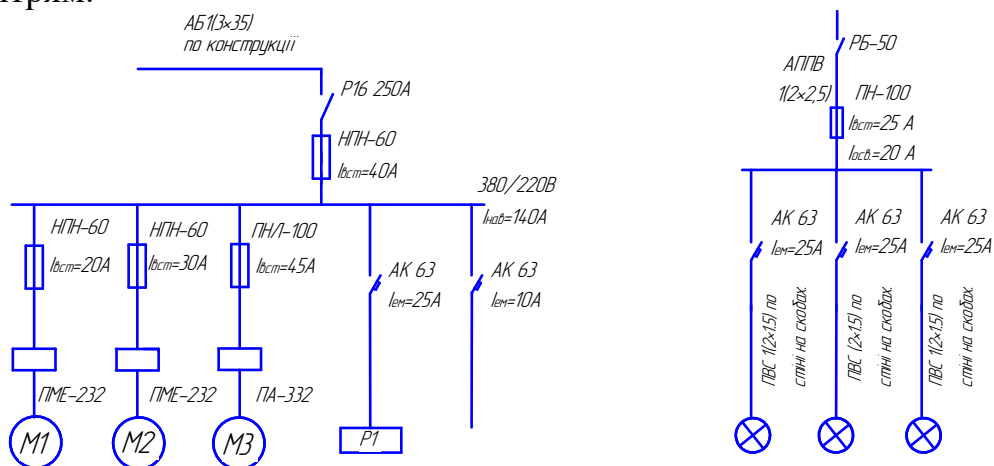 АБ1(3×35)
по конструкції
Р16 250А
НПН-60
Iвст=40А
380/220В
Iнав=140А
НПН-60
Iвст=20А
НПН-60
Iвст=30А
ПНЛ-100
Iвст=45А
АК 63
Iем=25А
АК 63
Iем=10А
ПМЕ-232
ПМЕ-232
ПА-332
М1
М2
М3
Р1
РБ-50
АППВ
1(2×2,5)
ПН-100
Iвст=25 А
Iосв.=20 А
АК 63
Iем=25А
АК 63
Iем=25А
АК 63
Iем=25А
ПВС 1(2×1.5) по
стіні на скобах.
ПВС (2×1.5) по
стіні на скобах.
ПВС 1(2×1.5) по
стіні на скобах.